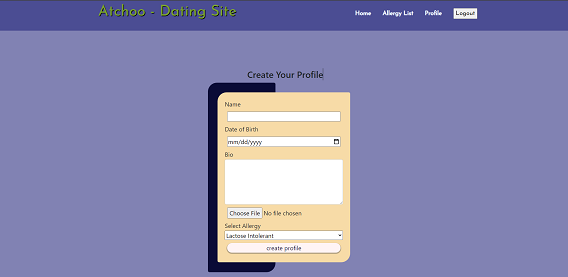 Atchoo - Dating Site
Home Allergy List Profile Logout
Create Your Profile
Name
Date of Birth
mm/dd/yyyy
Bio
Choose File No file chosen
Select Allergy
Lactose Intolerant
create profile